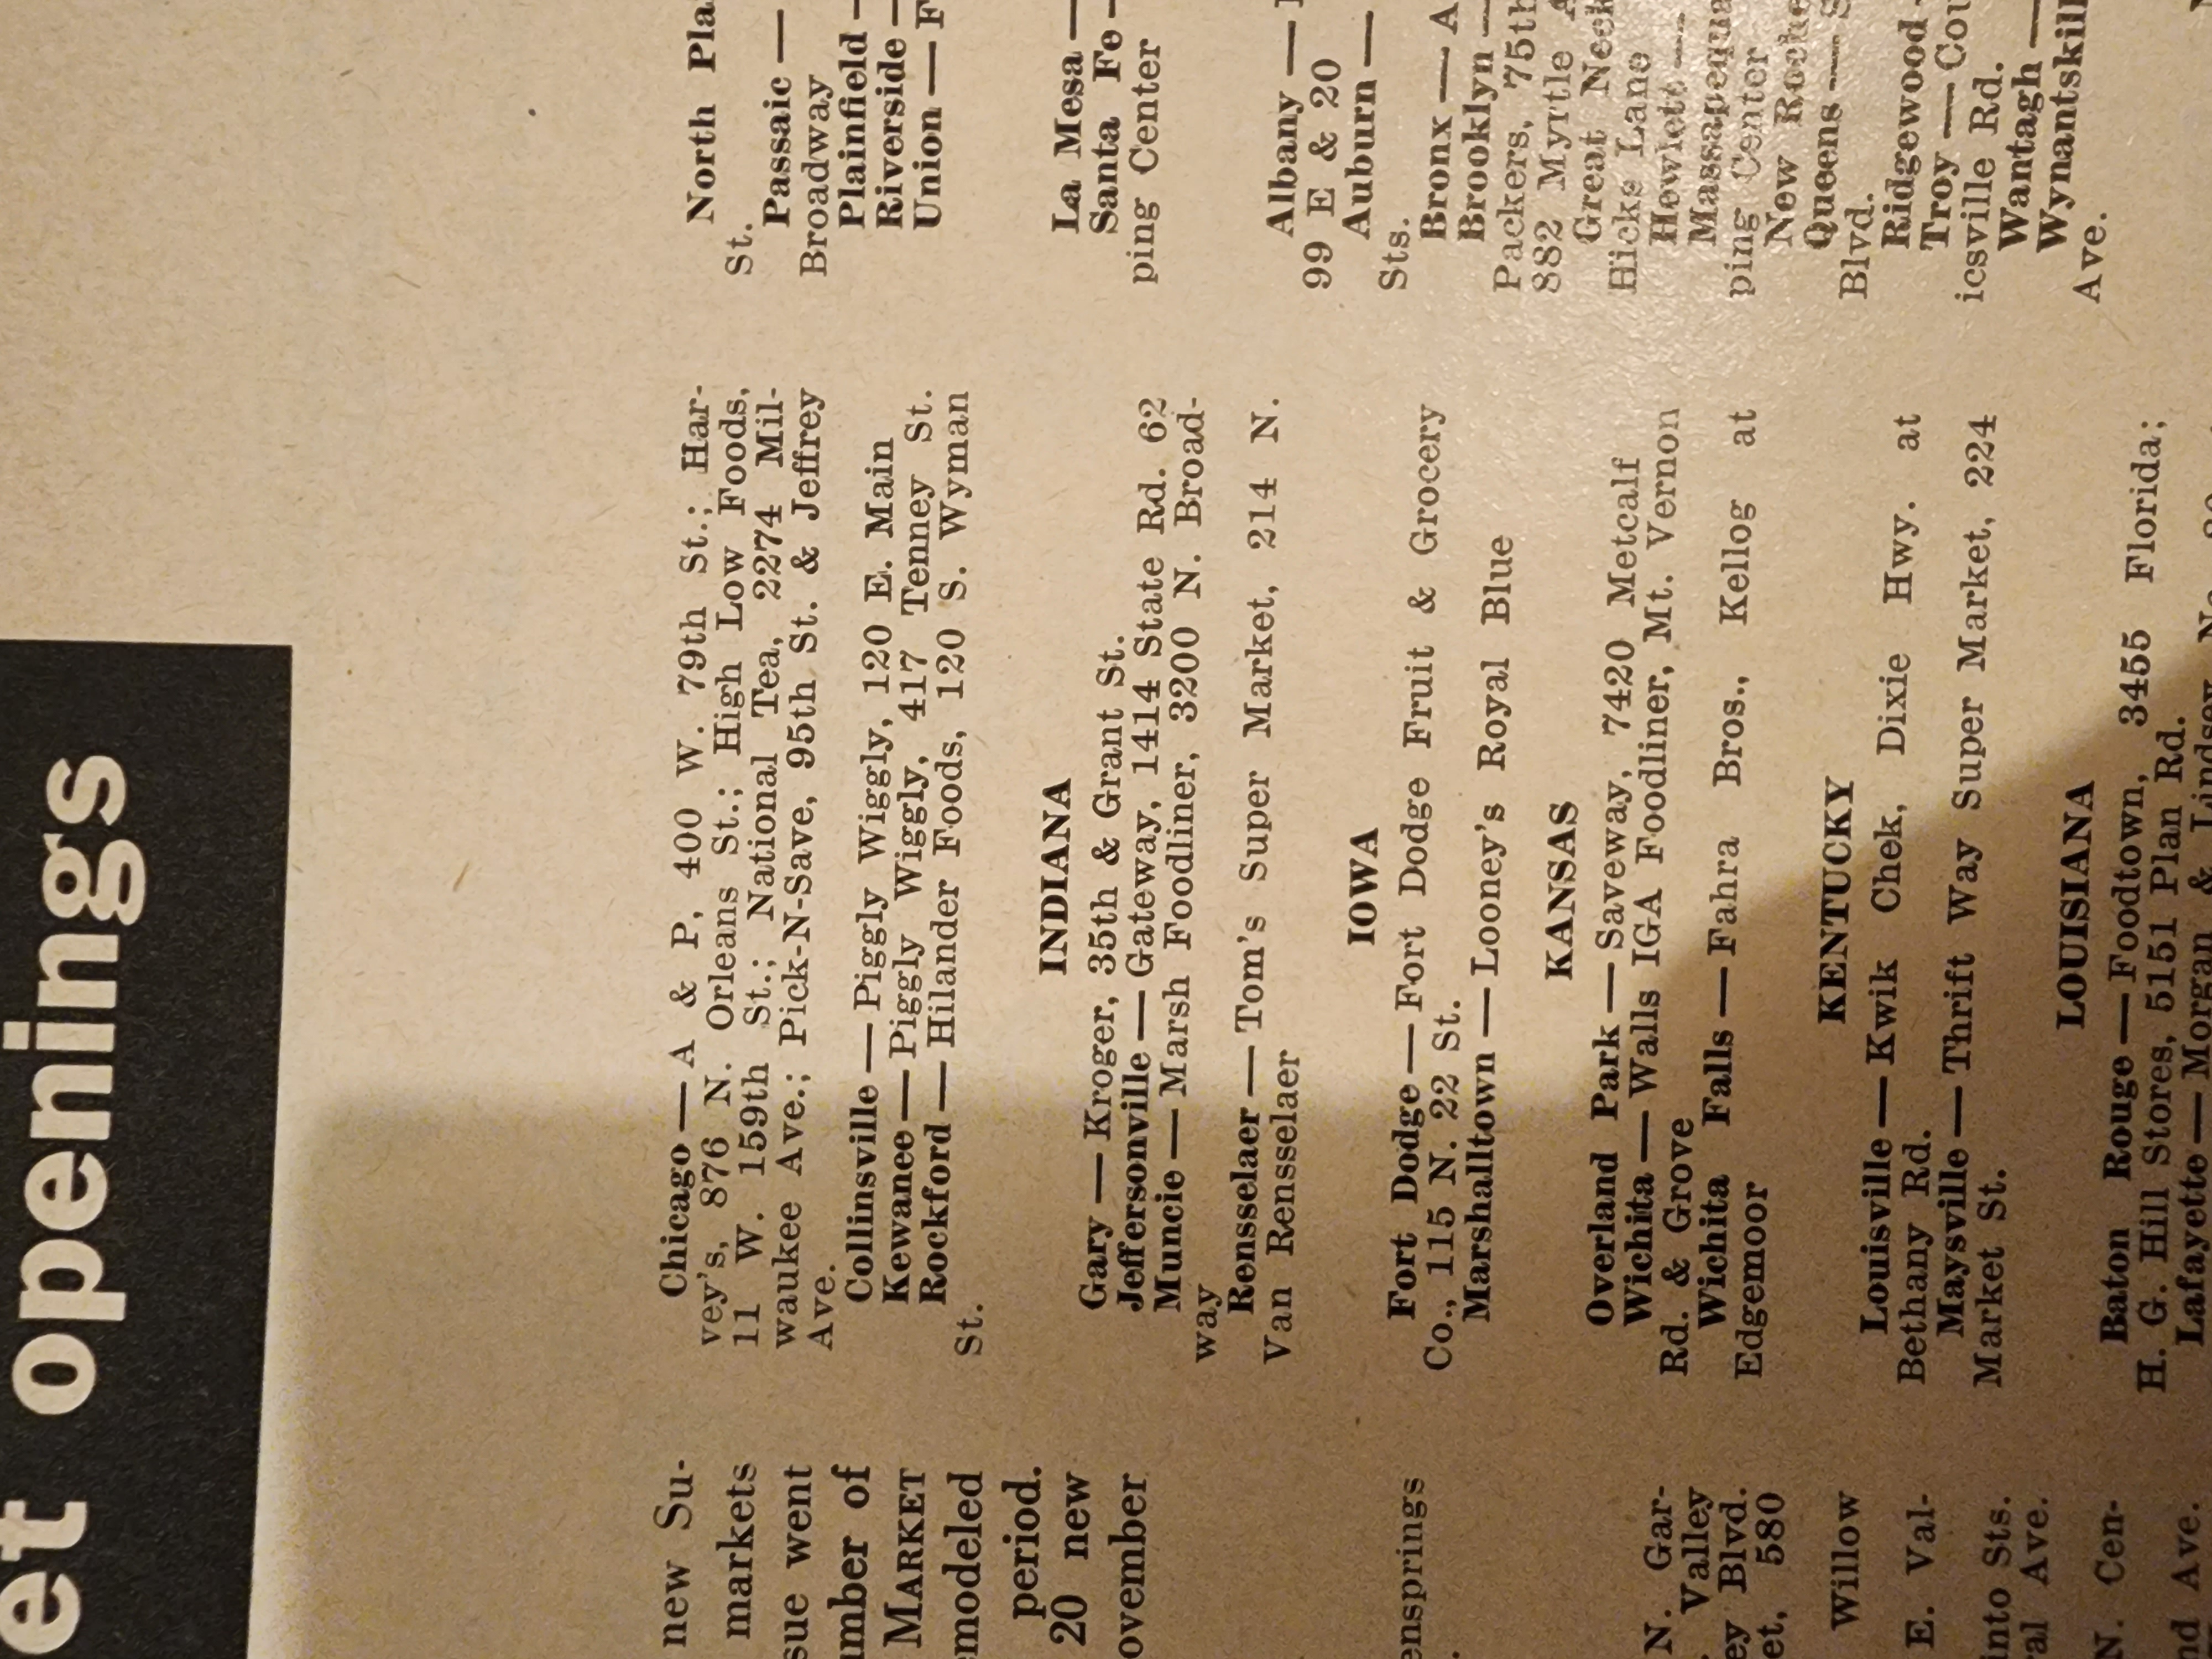 et openings
new Su-
markets
sue went
mber of
MARKET
emodeled
period.
20 new
ovember
ensprings
N. Gar-
Valley
ey Blvd.
et, 580
Willow
E. Val-
into Sts.
ral Ave.
N. Cen-
nd Ave.
Chicago — A & P, 400 W. 79th St.; Har-
vey's, 876 N. Orleans St.; High Low Foods,
11 W. 159th St.; National Tea, 2274 Mil-
waukee Ave.; Pick-N-Save, 95th St. & Jeffrey
Ave.
Collinsville — Piggly Wiggly, 120 E. Main
Kewanee — Piggly Wiggly, 417 Tenney St.
Rockford — Hilander Foods, 120 S. Wyman
St.
INDIANA
Gary — Kroger, 35th & Grant St.
Jeffersonville — Gateway, 1414 State Rd. 62
Muncie — Marsh Foodliner, 3200 N. Broad-
way
Rensselaer — Tom's Super Market, 214 N.
Van Rensselaer
IOWA
Fort Dodge — Fort Dodge Fruit & Grocery
Co., 115 N. 22 St.
Marshalltown — Looney's Royal Blue
KANSAS
Overland Park — Saveway, 7420 Metcalf
Wichita — Walls IGA Foodliner, Mt. Vernon
Rd. & Grove
Wichita Falls — Fahra Bros., Kellog at
Edgemoor
KENTUCKY
Louisville — Kwik Chek, Dixie Hwy. at
Bethany Rd.
Maysville — Thrift Way Super Market, 224
Market St.
LOUISIANA
Baton Rouge — Foodtown, 3455 Florida;
H. G. Hill Stores, 5151 Plan Rd.
Lafayette — Morgan & Lindsey
North Pla
St.
Passaic —
Broadway
Plainfield —
Riverside —
Union — F
La Mesa —
Santa Fe —
ping Center
Albany —
99 E & 20
Auburn —
Sts.
Bronx — A
Brooklyn —
Packers, 75th
882 Myrtle A
Great Neck
Hicks Lane
Hewlett —
Massapequa
ping Center
New Roche
Queens — S
Blvd.
Ridgewood —
Troy — Cou
icsville Rd.
Wantagh —
Wynantskill
Ave.